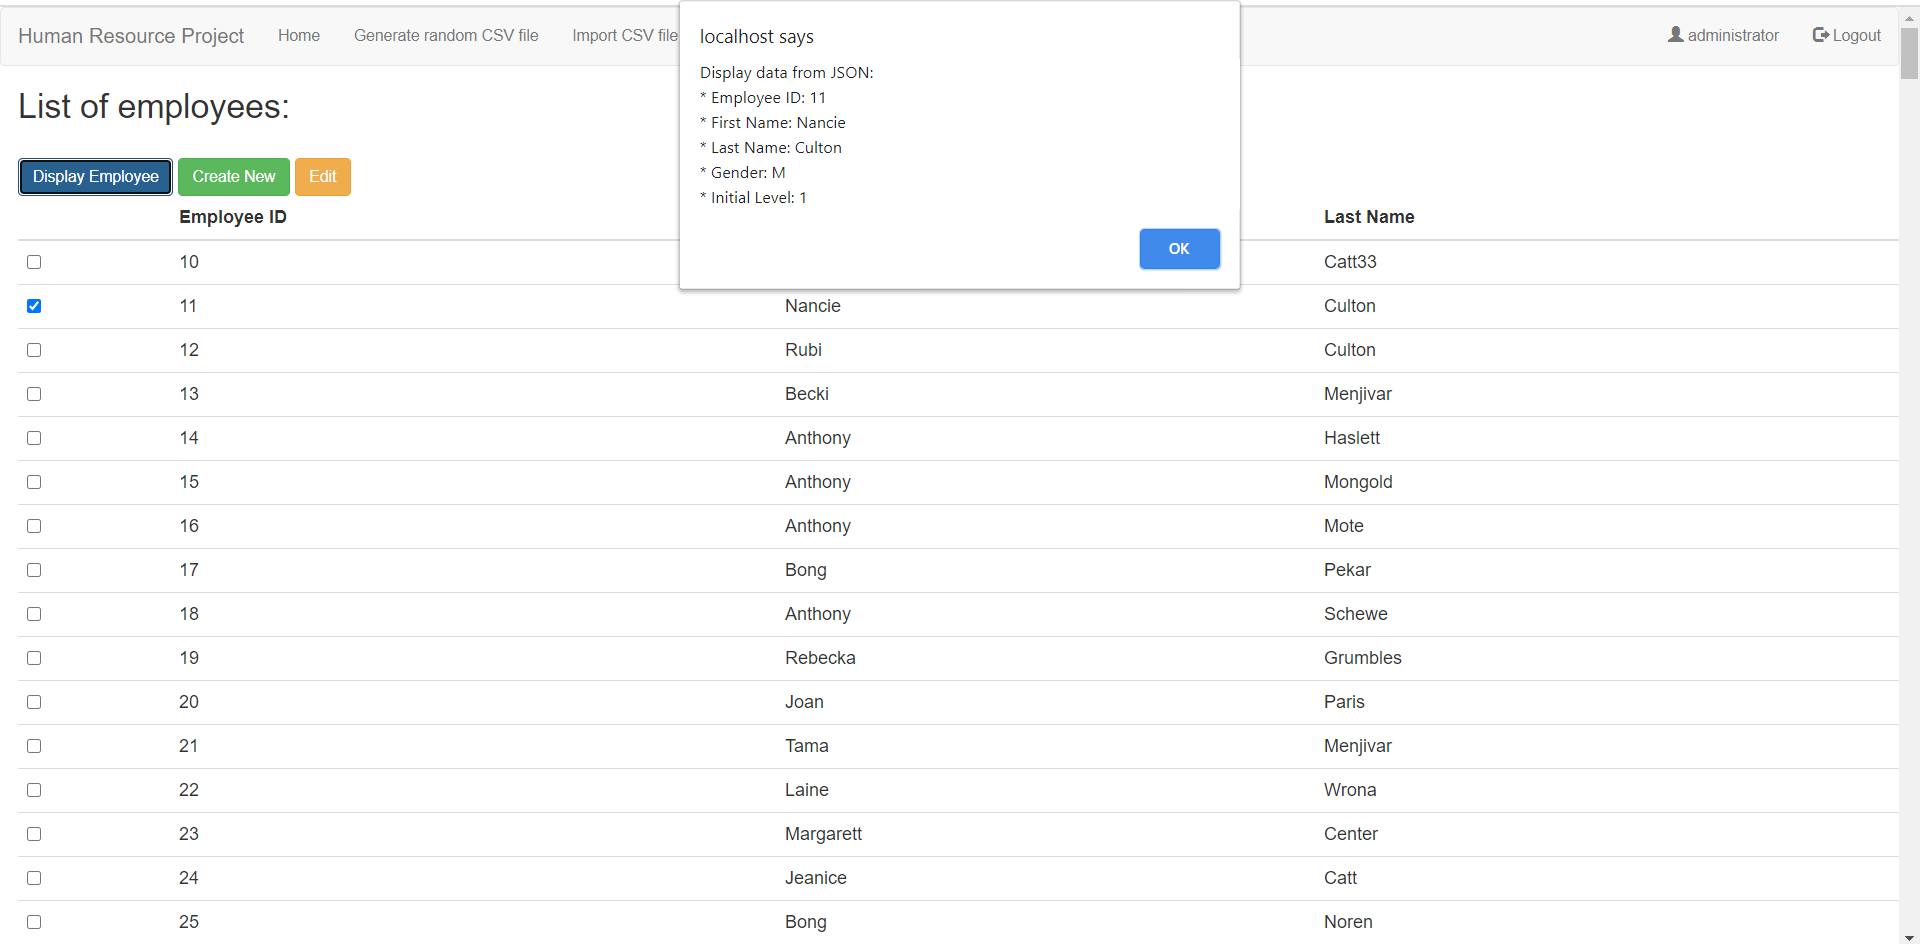 Human Resource Project Home Generate random CSV file Import CSV file administrator Logout
localhost says
Display data from JSON:
* Employee ID: 11
* First Name: Nancie
* Last Name: Culton
* Gender: M
* Initial Level: 1
OK
List of employees:
Display Employee Create New Edit
Employee ID Last Name
10 Catt33
11 Nancie Culton
12 Rubi Culton
13 Becki Menjivar
14 Anthony Haslett
15 Anthony Mongold
16 Anthony Mote
17 Bong Pekar
18 Anthony Schewe
19 Rebecka Grumbles
20 Joan Paris
21 Tama Menjivar
22 Laine Wrona
23 Margarett Center
24 Jeanice Catt
25 Bong Noren